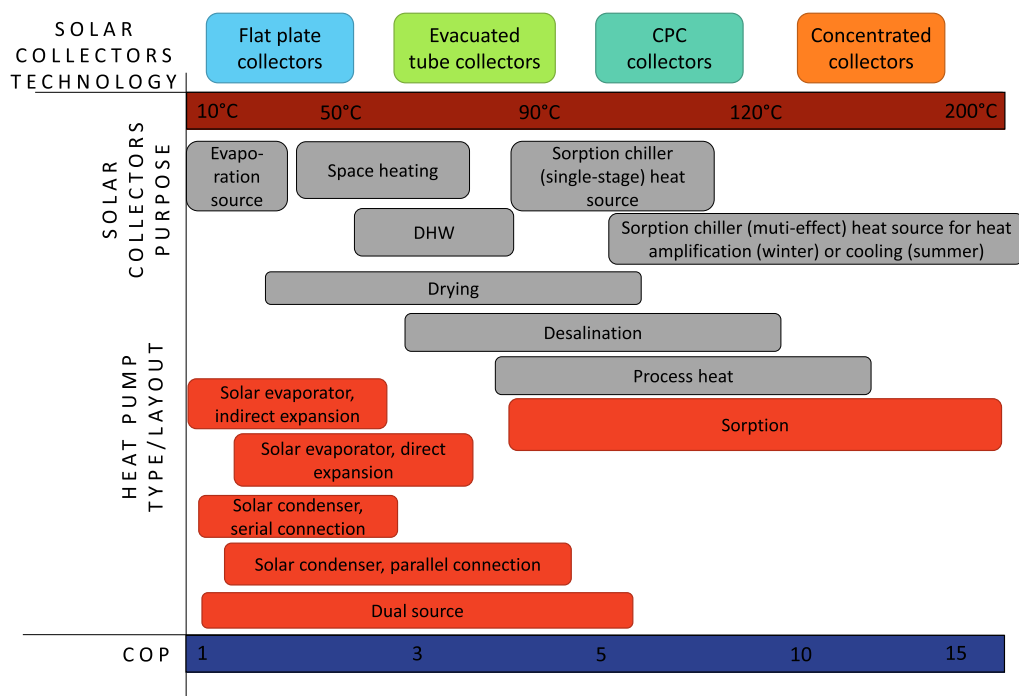 SOLAR
COLLECTORS
TECHNOLOGY
Flat plate
collectors
Evacuated
tube collectors
CPC
collectors
Concentrated
collectors
10°C 50°C 90°C 120°C 200°C
SOLAR
COLLECTORS
PURPOSE
Evapo-
ration
source
Space heating
Sorption chiller
(single-stage) heat
source
DHW
Sorption chiller (muti-effect) heat source for heat
amplification (winter) or cooling (summer)
Drying
Desalination
Process heat
HEAT PUMP
TYPE/LAYOUT
Solar evaporator,
indirect expansion
Sorption
Solar evaporator, direct
expansion
Solar condenser,
serial connection
Solar condenser, parallel connection
Dual source
COP 1 3 5 10 15